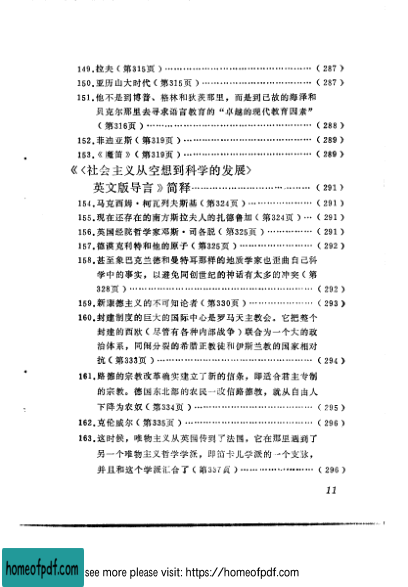 149.拉夫(第315页)……………………………………(287)
150.亚历山大时代(第315页)…………………………(287)
151.他不是到博普、格林和狄茨那里，而是到已故的海泽和
贝克尔那里去寻求语言教育的“卓越的现代教育因素”
(第316页)……………………………………………(288)
152.菲迪亚斯(第319页)…………………………………(289)
153.《魔笛》(第319页)…………………………………(289)
《〈社会主义从空想到科学的发展〉
英文版导言》简释………………………………(291)
154.马克西姆·柯瓦列夫斯基(第324页)………………(291)
155.现在还存在的南方斯拉夫人的扎德鲁加(第324页)…(291)
156.英国经院哲学家邓斯·司各脱(第325页)…………(291)
157.德谟克利特和他的原子(第325页)…………………(292)
158.甚至象巴克兰德和曼特耳那样的地质学家也歪曲自己科
学中的事实，以避免同创世纪的神话有太多的冲突(第
328页)…………………………………………………(292)
159.新康德主义的不可知论者(第330页)………………(293)
160.封建制度的巨大的国际中心是罗马天主教会。它把整个
封建的西欧(尽管有各种内部战争)联合为一个大的政
治体系，同闹分裂的希腊正教徒和伊斯兰教的国家相对
抗(第333页)…………………………………………(294)
161.路德的宗教改革确实建立了新的信条，即适合君主专制
的宗教。德国东北部的农民一改信路德教，就从自由人
下降为农奴(第334页)………………………………(295)
162.克伦威尔(第335页)…………………………………(296)
163.这时候，唯物主义从英国传到了法国。它在那里遇到了
另一个唯物主义哲学学派，即笛卡儿学派的一个支脉，
并且和这个学派汇合了(第337页)…………………(296)
11
homeofpdf.com
see more please visit: https://homeofpdf.com